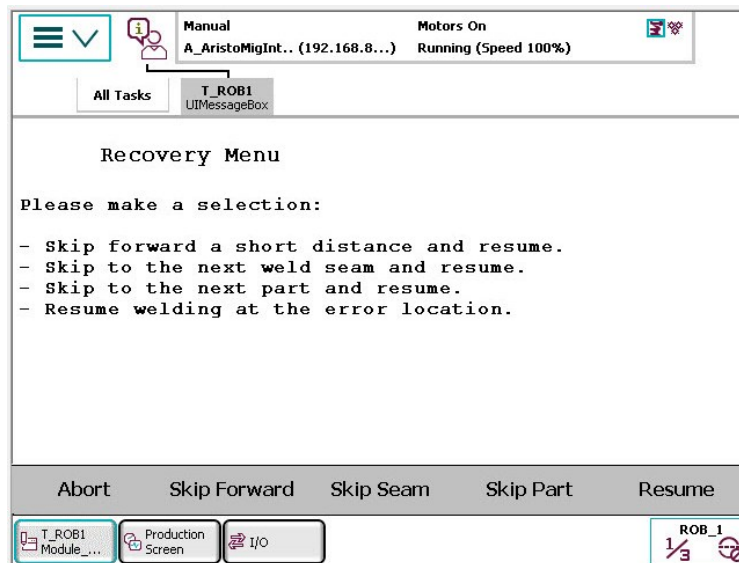 Manual
Motors On
A_AristoMigInt.. (192.168.8...)
Running (Speed 100%)
All Tasks
T_ROB1
UIMessageBox
Recovery Menu
Please make a selection:
- Skip forward a short distance and resume.
- Skip to the next weld seam and resume.
- Skip to the next part and resume.
- Resume welding at the error location.
Abort Skip Forward Skip Seam Skip Part Resume
T_ROB1
Module_...
Production
Screen
I/O
ROB_1
1/3